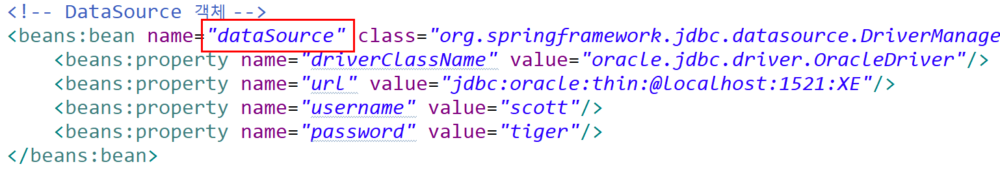 <!-- DataSource 객체 -->
<beans:bean name="dataSource" class="org.springframework.jdbc.datasource.DriverManage
<beans:property name="driverClassName" value="oracle.jdbc.driver.OracleDriver"/>
<beans:property name="url" value="jdbc:oracle:thin:@localhost:1521:XE"/>
<beans:property name="username" value="scott"/>
<beans:property name="password" value="tiger"/>
</beans:bean>